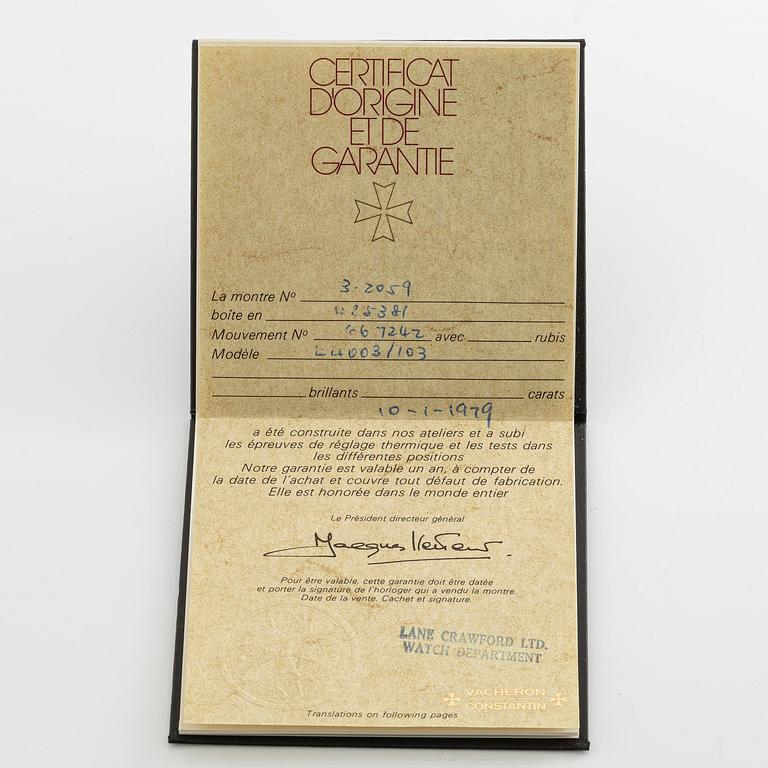 CERTIFICAT
D'ORIGINE
ET DE
GARANTIE
La montre Nº 3.2059
boîte en 425381
Mouvement Nº 667242 avec rubis
Modèle 44003/103
brillants carats
10-1-1979
a été construite dans nos ateliers et a subi
les épreuves de réglage thermique et les tests dans
les différentes positions
Notre garantie est valable un an, à compter de
la date de l'achat et couvre tout défaut de fabrication.
Elle est honorée dans le monde entier
Le Président directeur général
Pour être valable, cette garantie doit être datée
et porter la signature de l'horloger qui a vendu la montre.
Date de la vente. Cachet et signature.
LANE CRAWFORD LTD.
WATCH DEPARTMENT
VACHERON
CONSTANTIN
Translations on following pages